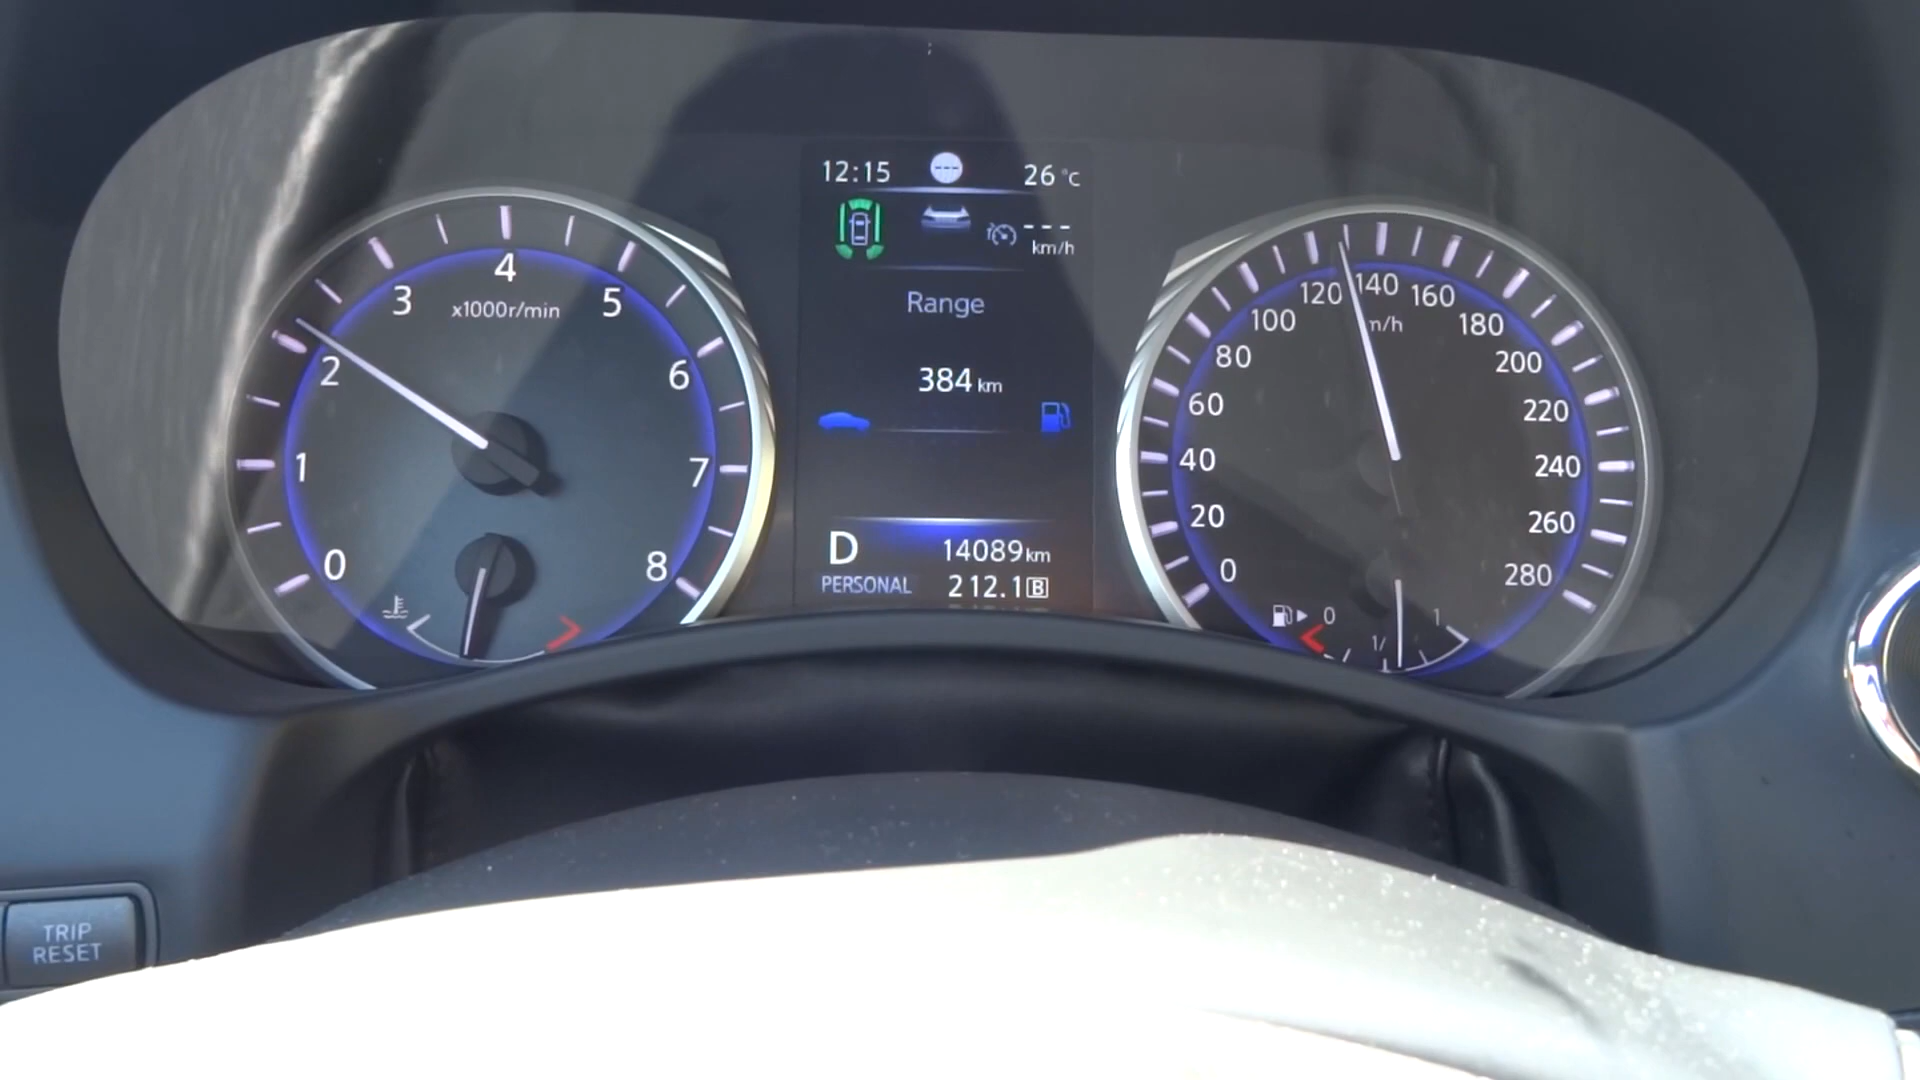 12:15
26 °C
---
km/h
Range
384 km
D
14089 km
PERSONAL
212.1 B
x1000r/min
0
1
2
3
4
5
6
7
8
0
20
40
60
80
100
120
140
160
180
200
220
240
260
280
m/h
0
1/
1
TRIP
RESET